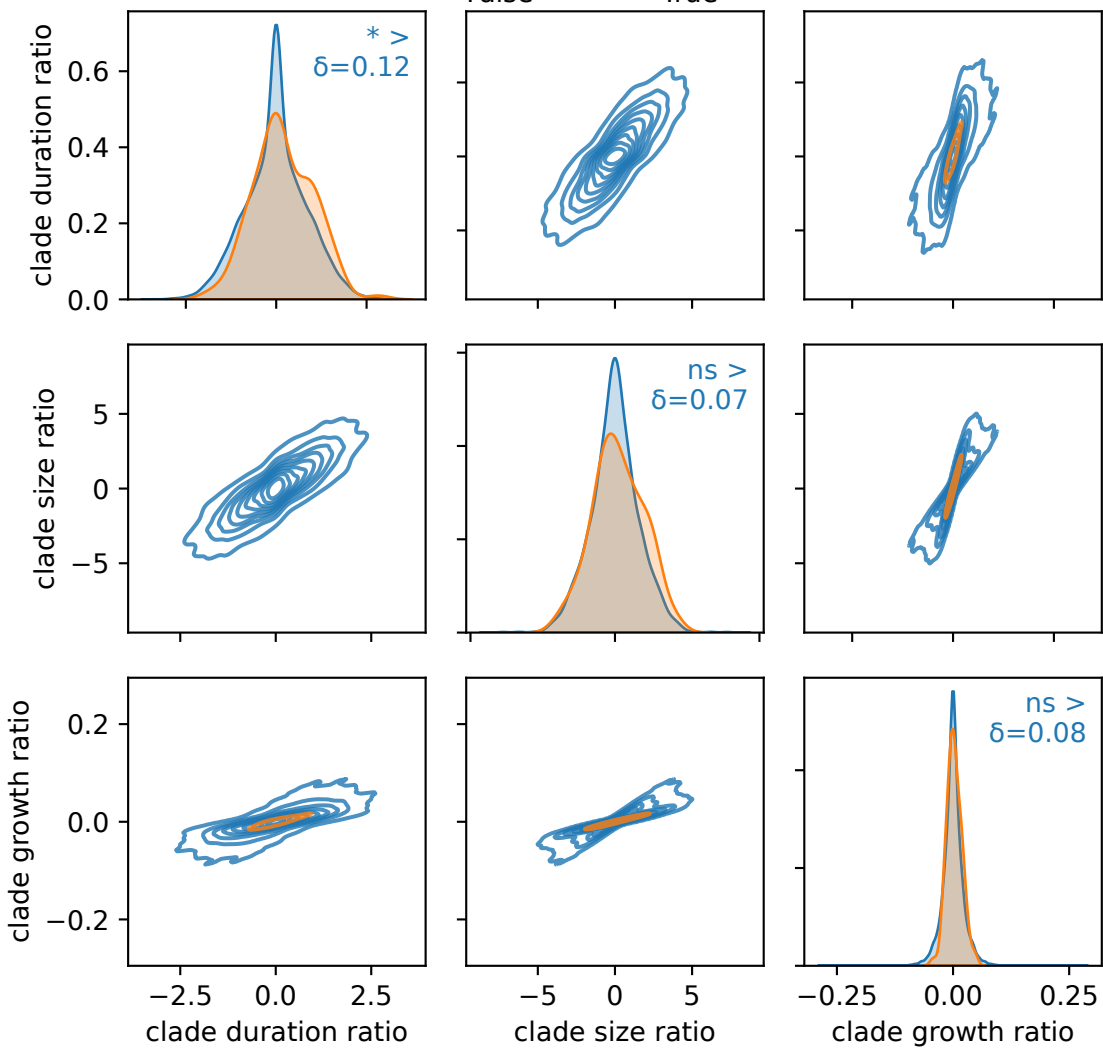 clade duration ratio
0.6
0.4
0.2
0.0
* >
δ=0.12
clade size ratio
5
0
−5
ns >
δ=0.07
clade growth ratio
0.2
0.0
−0.2
ns >
δ=0.08
−2.5 0.0 2.5
−5 0 5
−0.25 0.00 0.25
clade duration ratio
clade size ratio
clade growth ratio